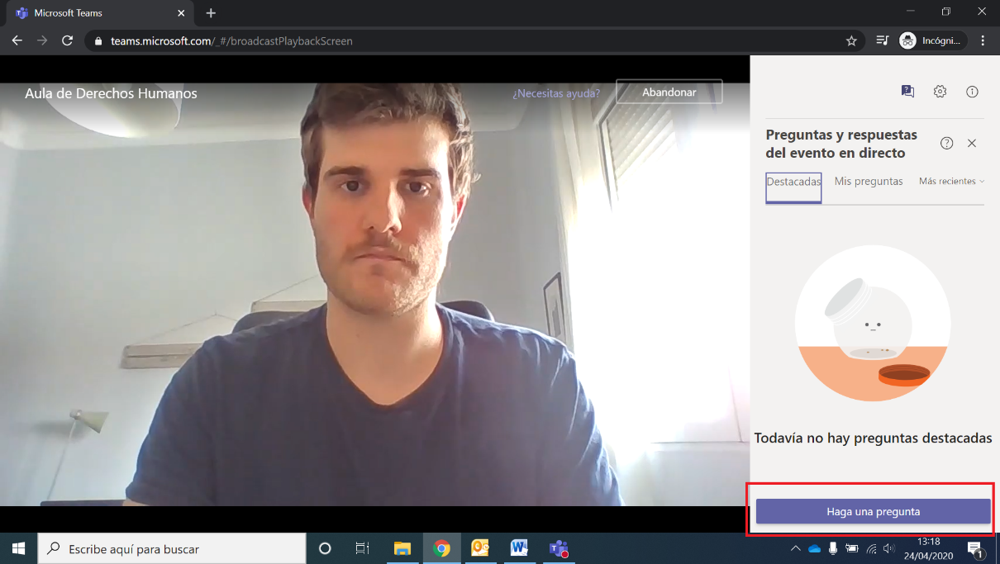 Microsoft Teams
teams.microsoft.com/_#/broadcastPlaybackScreen
Incógni...
Aula de Derechos Humanos
¿Necesitas ayuda?
Abandonar
Preguntas y respuestas
del evento en directo
Destacadas
Mis preguntas
Más recientes
Todavía no hay preguntas destacadas
Haga una pregunta
Escribe aquí para buscar
13:18
24/04/2020
1